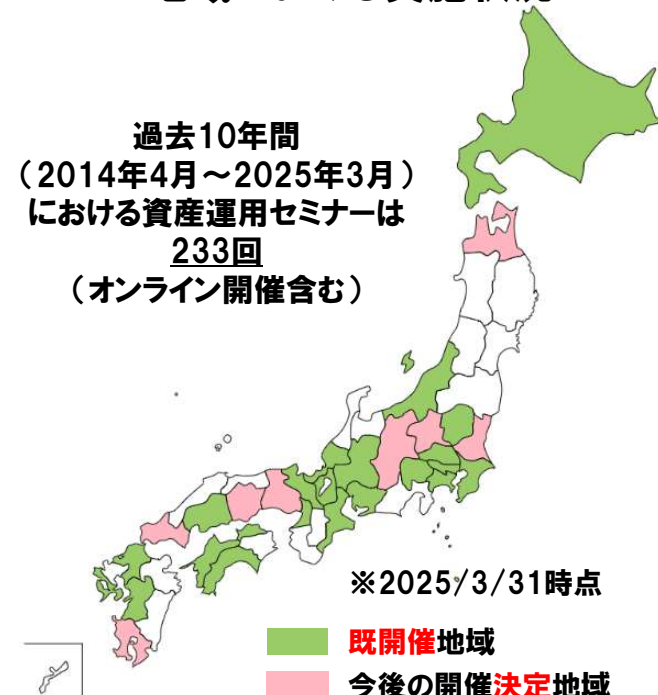 過去10年間
（2014年4月～2025年3月）
における資産運用セミナーは
233回
（オンライン開催含む）
※2025/3/31時点
既開催地域
今後の開催決定地域